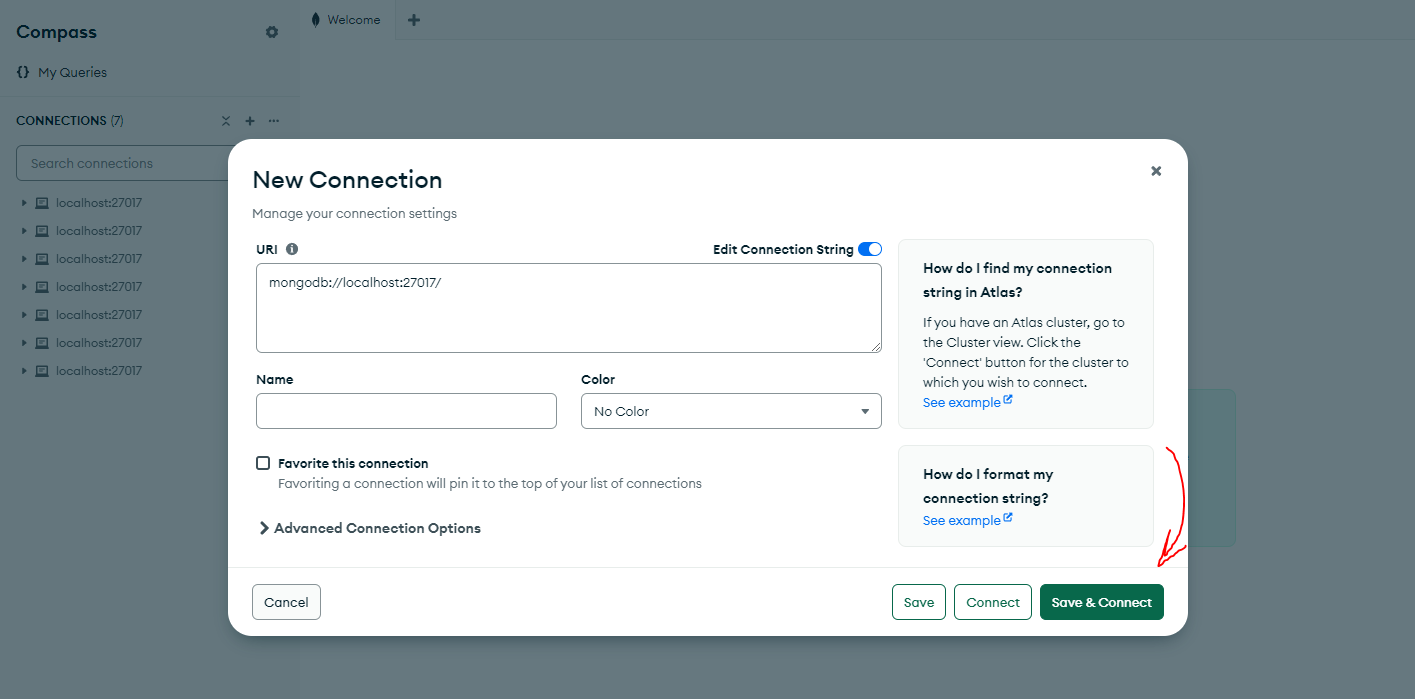 Compass
Welcome
My Queries
CONNECTIONS (7)
Search connections
localhost:27017
localhost:27017
localhost:27017
localhost:27017
localhost:27017
localhost:27017
localhost:27017
New Connection
Manage your connection settings
URI
Edit Connection String
mongodb://localhost:27017/
Name
Color
No Color
Favorite this connection
Favoriting a connection will pin it to the top of your list of connections
Advanced Connection Options
How do I find my connection
string in Atlas?
If you have an Atlas cluster, go to
the Cluster view. Click the
'Connect' button for the cluster to
which you wish to connect.
See example
How do I format my
connection string?
See example
Cancel
Save
Connect
Save & Connect